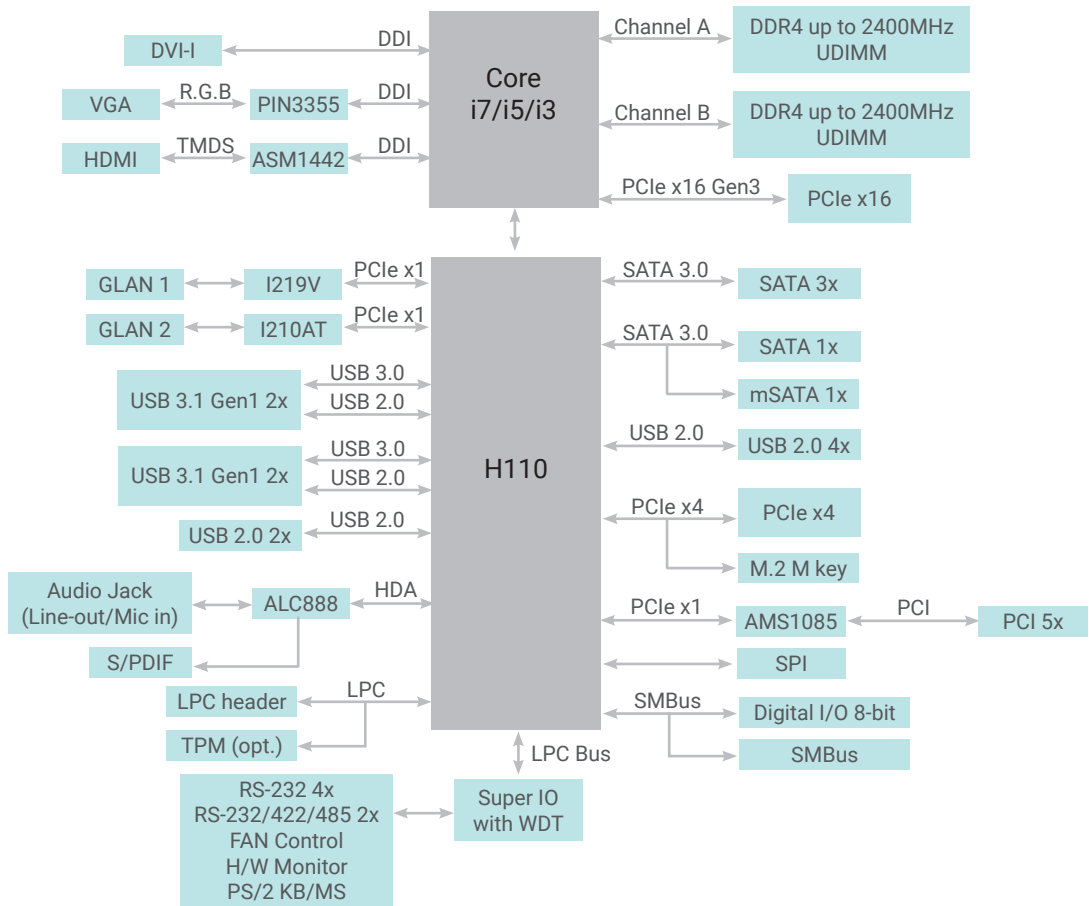 DVI-I
DDI
Core
i7/i5/i3
Channel A
DDR4 up to 2400MHz
UDIMM
VGA
R.G.B
PIN3355
DDI
Channel B
DDR4 up to 2400MHz
UDIMM
HDMI
TMDS
ASM1442
DDI
PCIe x16 Gen3
PCIe x16
GLAN 1
I219V
PCIe x1
GLAN 2
I210AT
PCIe x1
USB 3.1 Gen1 2x
USB 3.0
USB 2.0
USB 3.1 Gen1 2x
USB 3.0
USB 2.0
USB 2.0 2x
USB 2.0
Audio Jack
(Line-out/Mic in)
ALC888
HDA
S/PDIF
LPC header
LPC
TPM (opt.)
H110
SATA 3.0
SATA 3x
SATA 3.0
SATA 1x
mSATA 1x
USB 2.0
USB 2.0 4x
PCIe x4
PCIe x4
M.2 M key
PCIe x1
AMS1085
PCI
PCI 5x
SPI
SMBus
Digital I/O 8-bit
SMBus
LPC Bus
RS-232 4x
RS-232/422/485 2x
FAN Control
H/W Monitor
PS/2 KB/MS
Super IO
with WDT